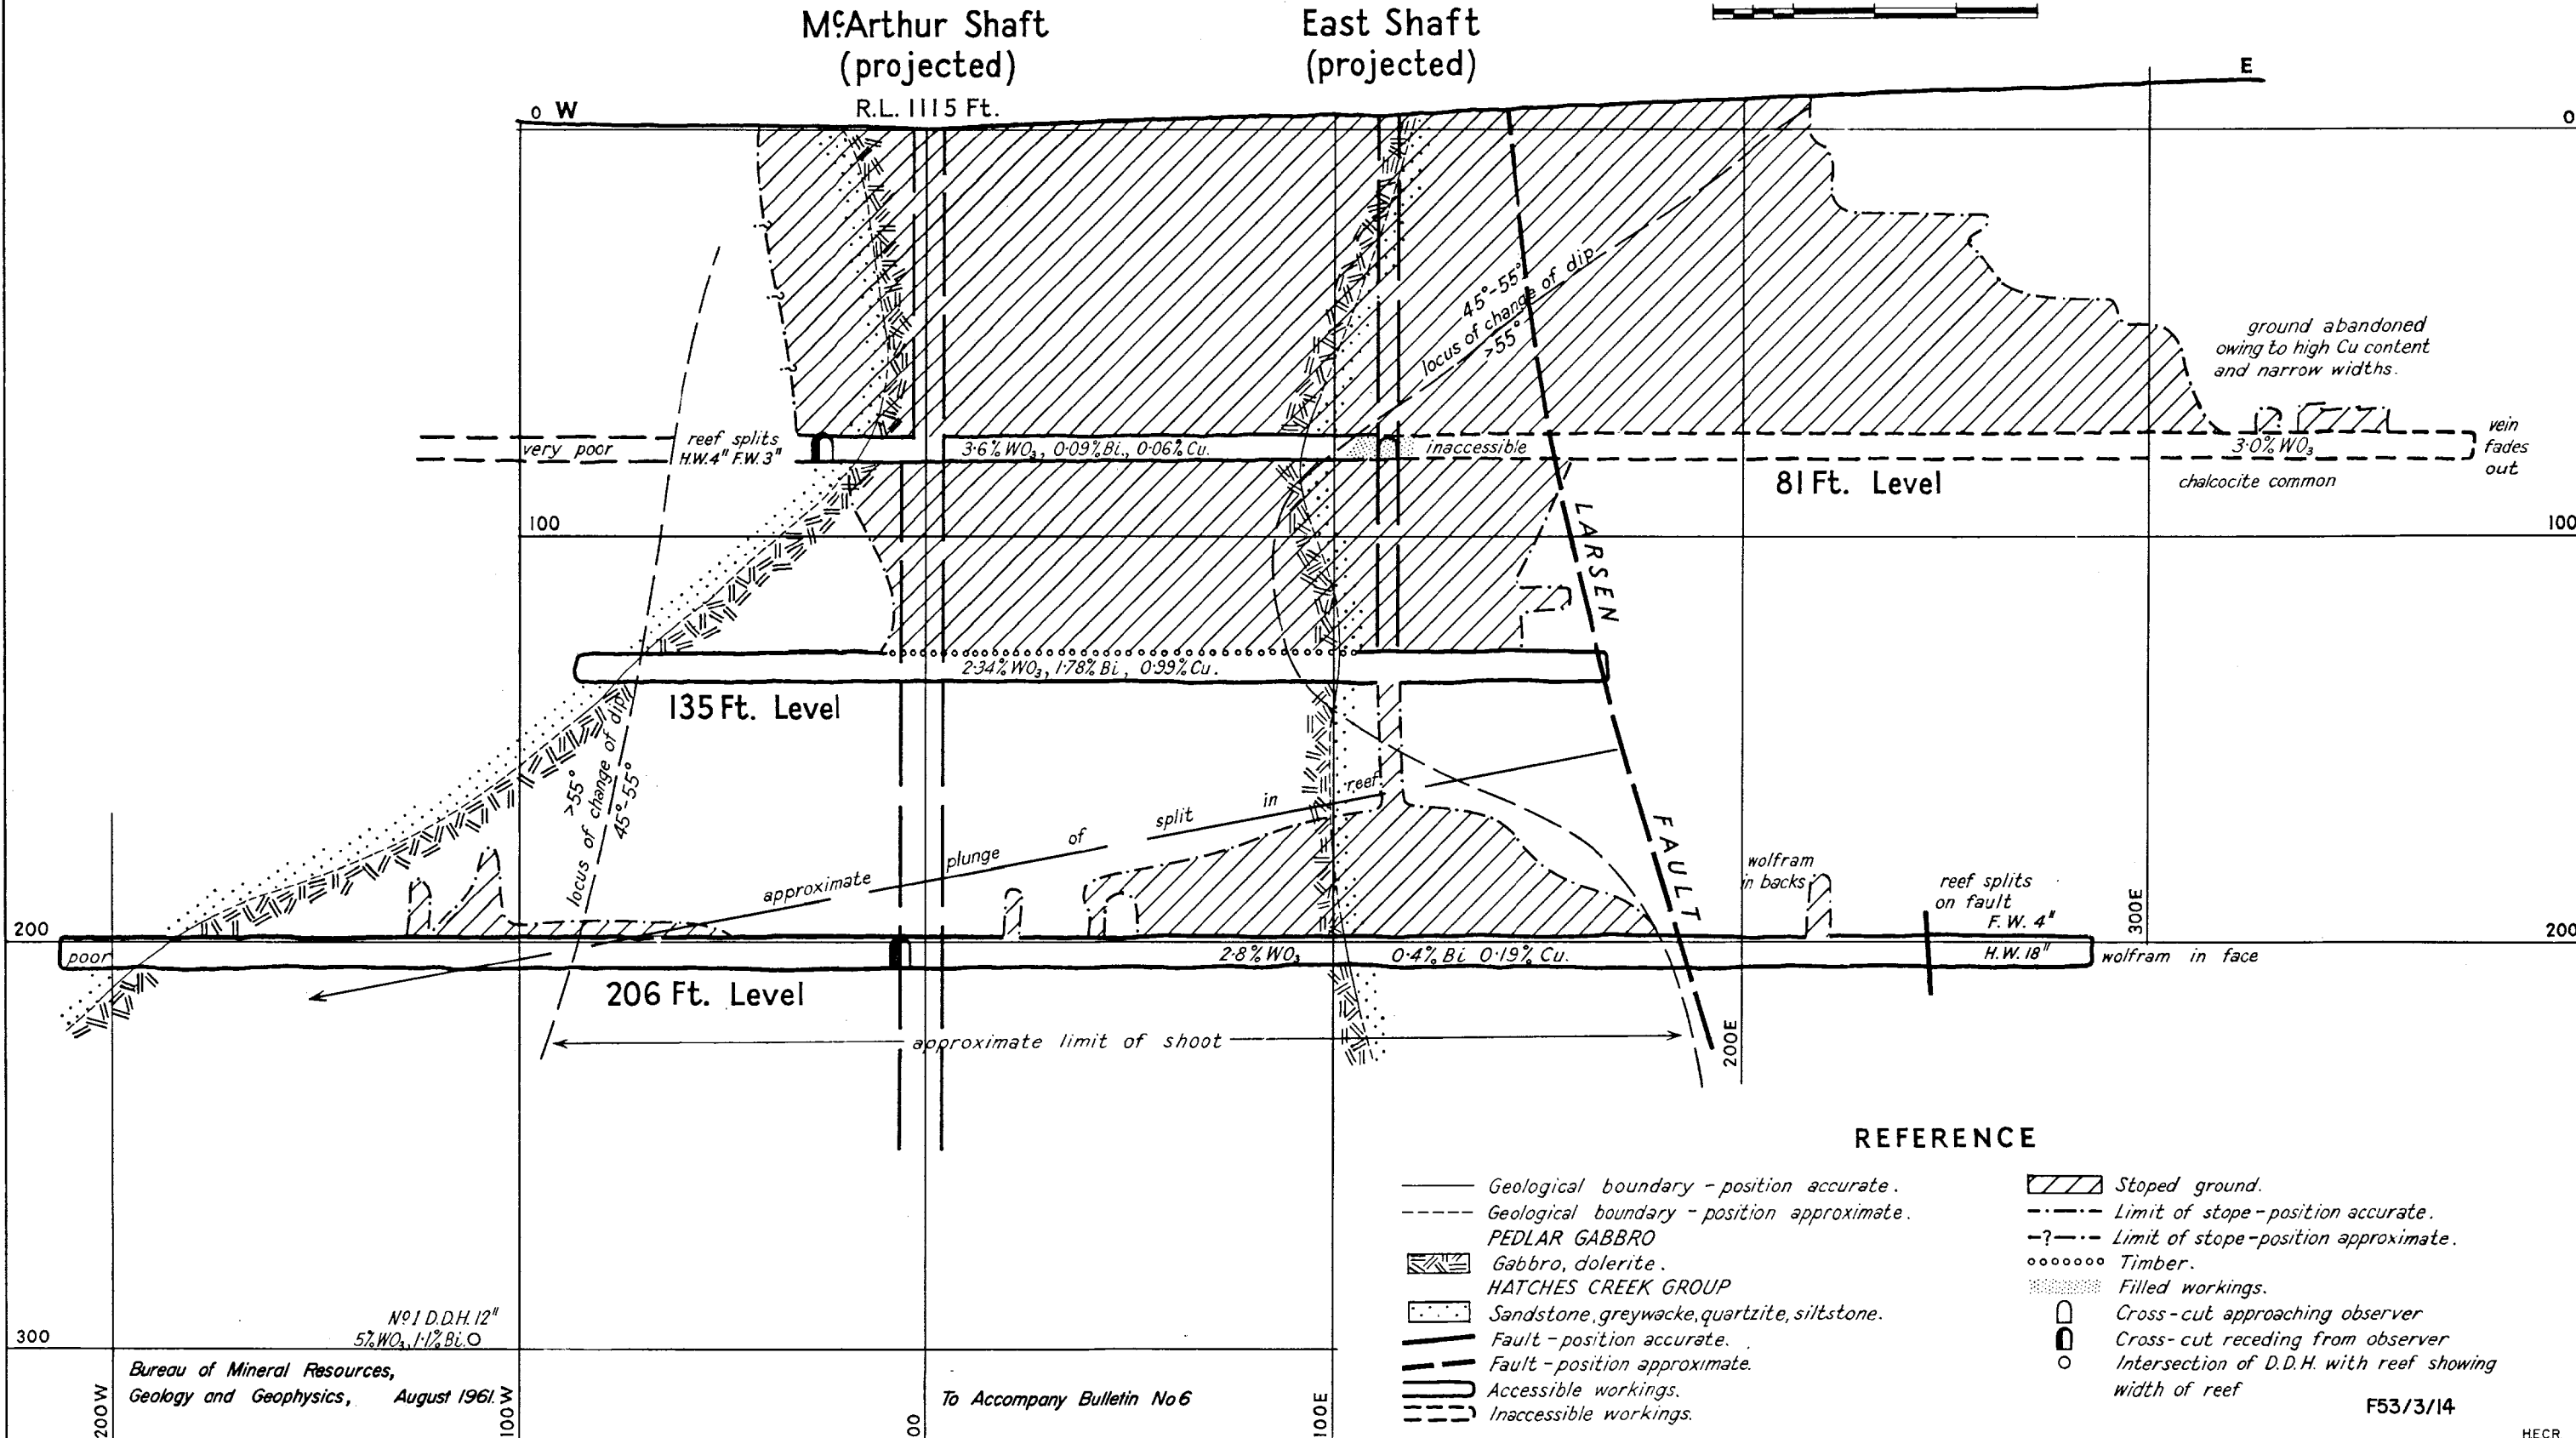 McArthur Shaft
(projected)
R.L. 1115 Ft.
East Shaft
(projected)
0 W
E
0
?
?
45°-55°
locus of change of dip
>55°
ground abandoned
owing to high Cu content
and narrow widths.
very poor
reef splits
H.W.4" F.W.3"
3·6% WO3, 0·09% Bi., 0·06% Cu.
inaccessible
3·0% WO3
vein
fades
out
81 Ft. Level
chalcocite common
100
100
LARSEN
FAULT
2·34% WO3, 1·78% Bi, 0·99% Cu.
135 Ft. Level
>55°
locus of change of dip
45°-55°
approximate plunge of split in reef
wolfram
in backs
reef splits
on fault
F.W. 4"
H.W. 18"
300E
200
200
poor
2·8% WO3 0·4% Bi 0·19% Cu.
wolfram in face
206 Ft. Level
approximate limit of shoot
200E
REFERENCE
Geological boundary - position accurate.
Geological boundary - position approximate.
PEDLAR GABBRO
Gabbro, dolerite.
HATCHES CREEK GROUP
Sandstone, greywacke, quartzite, siltstone.
Fault - position accurate.
Fault - position approximate.
Accessible workings.
Inaccessible workings.
Stoped ground.
Limit of stope - position accurate.
-?-·- Limit of stope - position approximate.
Timber.
Filled workings.
Cross-cut approaching observer
Cross-cut receding from observer
Intersection of D.D.H. with reef showing
width of reef
No1 D.D.H. 12"
5% WO3, 1·1% Bi.
300
Bureau of Mineral Resources,
Geology and Geophysics, August 1961.
To Accompany Bulletin No 6
200W
100W
00
100E
F53/3/14
H.E.C.R.